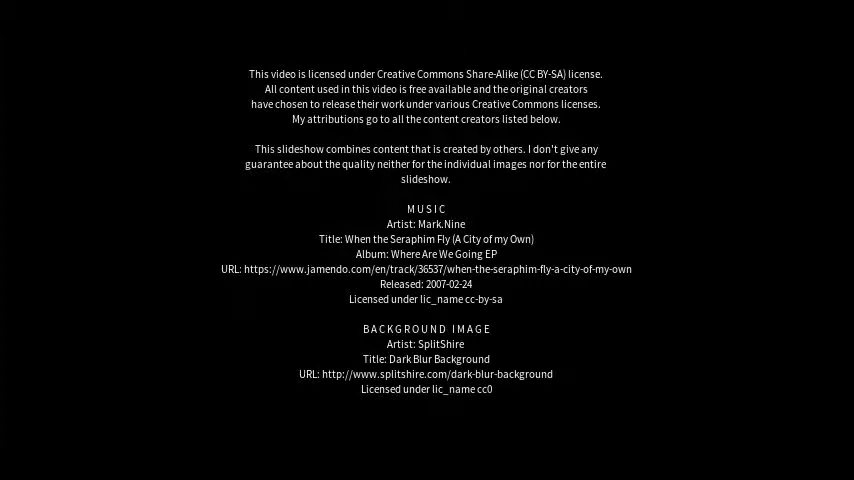 This video is licensed under Creative Commons Share-Alike (CC BY-SA) license.
All content used in this video is free available and the original creators
have chosen to release their work under various Creative Commons licenses.
My attributions go to all the content creators listed below.
This slideshow combines content that is created by others. I don't give any
guarantee about the quality neither for the individual images nor for the entire
slideshow.
MUSIC
Artist: Mark.Nine
Title: When the Seraphim Fly (A City of my Own)
Album: Where Are We Going EP
URL: https://www.jamendo.com/en/track/36537/when-the-seraphim-fly-a-city-of-my-own
Released: 2007-02-24
Licensed under lic_name cc-by-sa
BACKGROUND IMAGE
Artist: SplitShire
Title: Dark Blur Background
URL: http://www.splitshire.com/dark-blur-background
Licensed under lic_name cc0